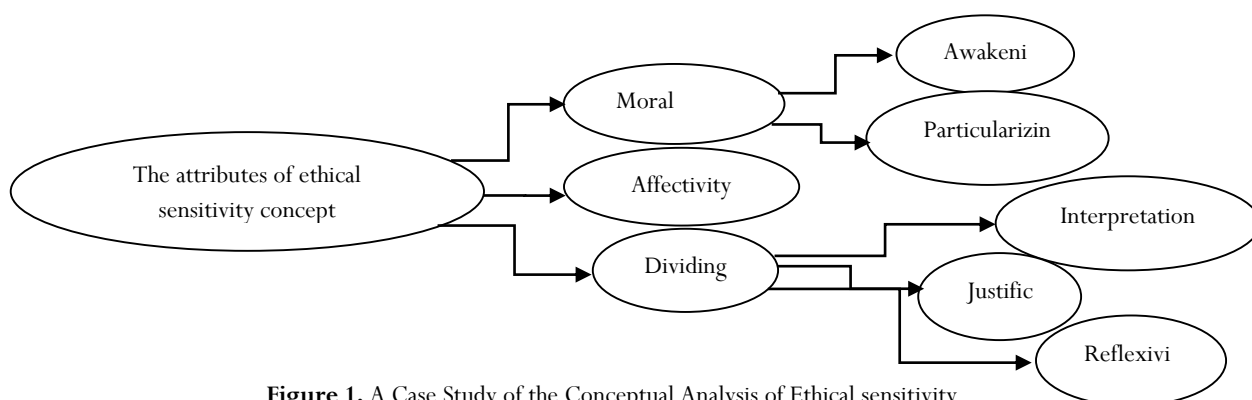 Awakeni
Moral
Particularizin
The attributes of ethical
sensitivity concept
Affectivity
Interpretation
Dividing
Justific
Reflexivi
Figure 1. A Case Study of the Conceptual Analysis of Ethical sensitivity